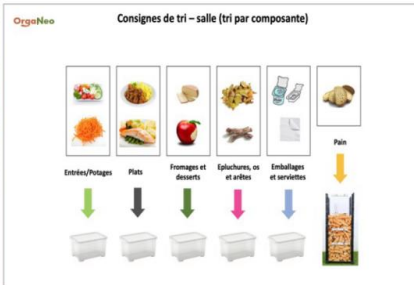 OrgaNeo
Consignes de tri – salle (tri par composante)
Entrées/Potages
Plats
Fromages et
desserts
Epluchures, os
et arêtes
Emballages
et serviettes
Pain